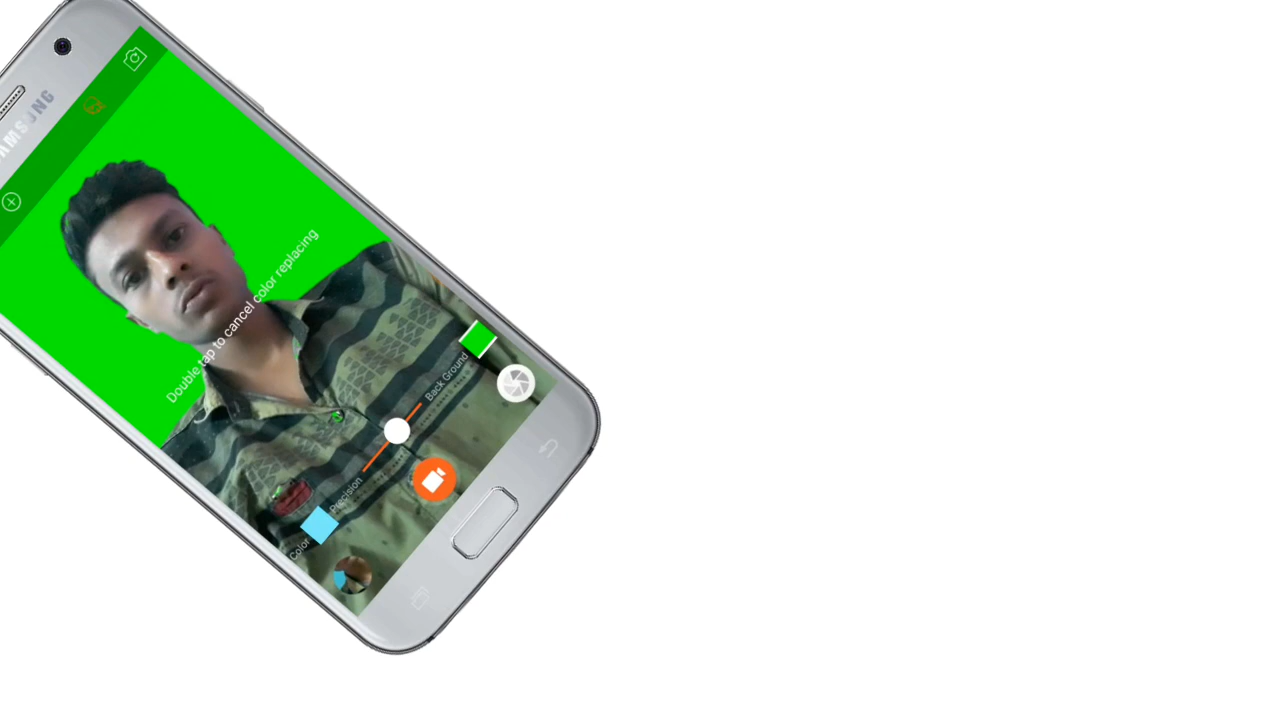 SAMSUNG
Double tap to cancel color replacing
Back Ground
Precision
Color